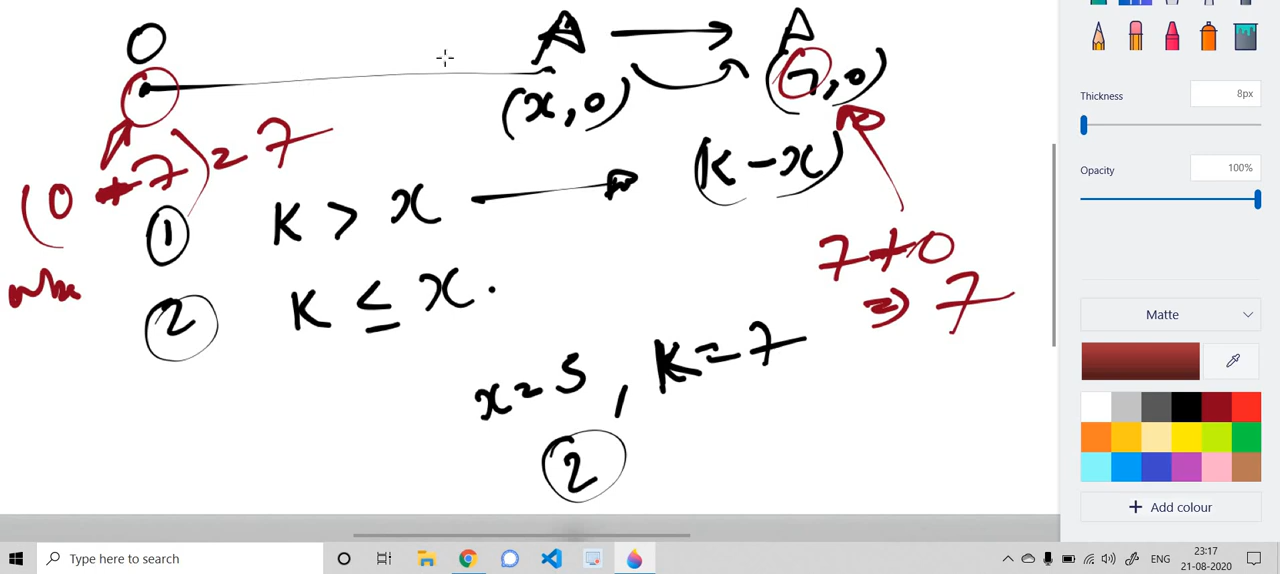 O A → A
(x,0) (7,0)
(0+7)=7
(K-x)
① K > x
② K ≤ x.
7+0
⇒ 7
x=5, K=7
②
Thickness 8px
Opacity 100%
Matte
+ Add colour
Type here to search
ENG
23:17
21-08-2020